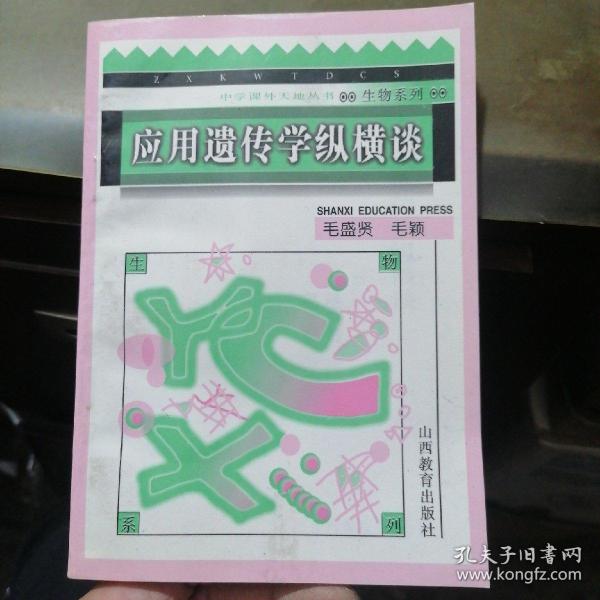 ZXKWTDCS
中学课外天地丛书 生物系列
应用遗传学纵横谈
SHANXI EDUCATION PRESS
毛盛贤 毛颖
生 物
YC
X
系 列
山西教育出版社
孔夫子旧书网
www.kongfz.com